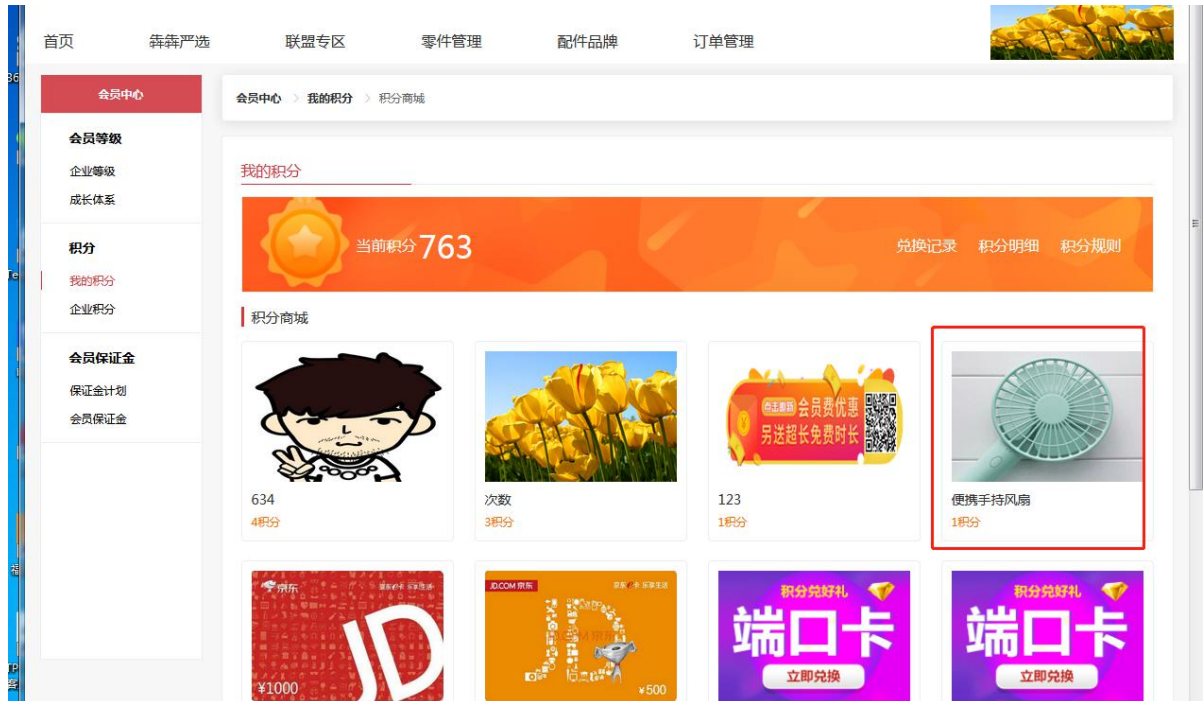 首页 犇犇严选 联盟专区 零件管理 配件品牌 订单管理
会员中心
会员等级
企业等级
成长体系
积分
我的积分
企业积分
会员保证金
保证金计划
会员保证金
会员中心 > 我的积分 > 积分商城
我的积分
当前积分 763
兑换记录 积分明细 积分规则
积分商城
634
4积分
次数
3积分
点击重新 会员费优惠
另送超长免费时长
123
1积分
便携手持风扇
1积分
京东
JD
¥1000
JD.COM 京东
JD
¥500
积分兑好礼
端口卡
立即兑换
积分兑好礼
端口卡
立即兑换